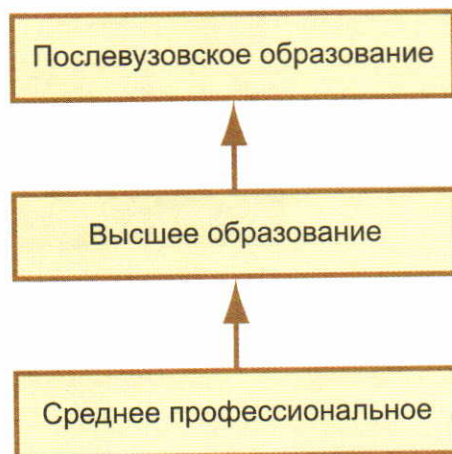 Послевузовское образование
Высшее образование
Среднее профессиональное